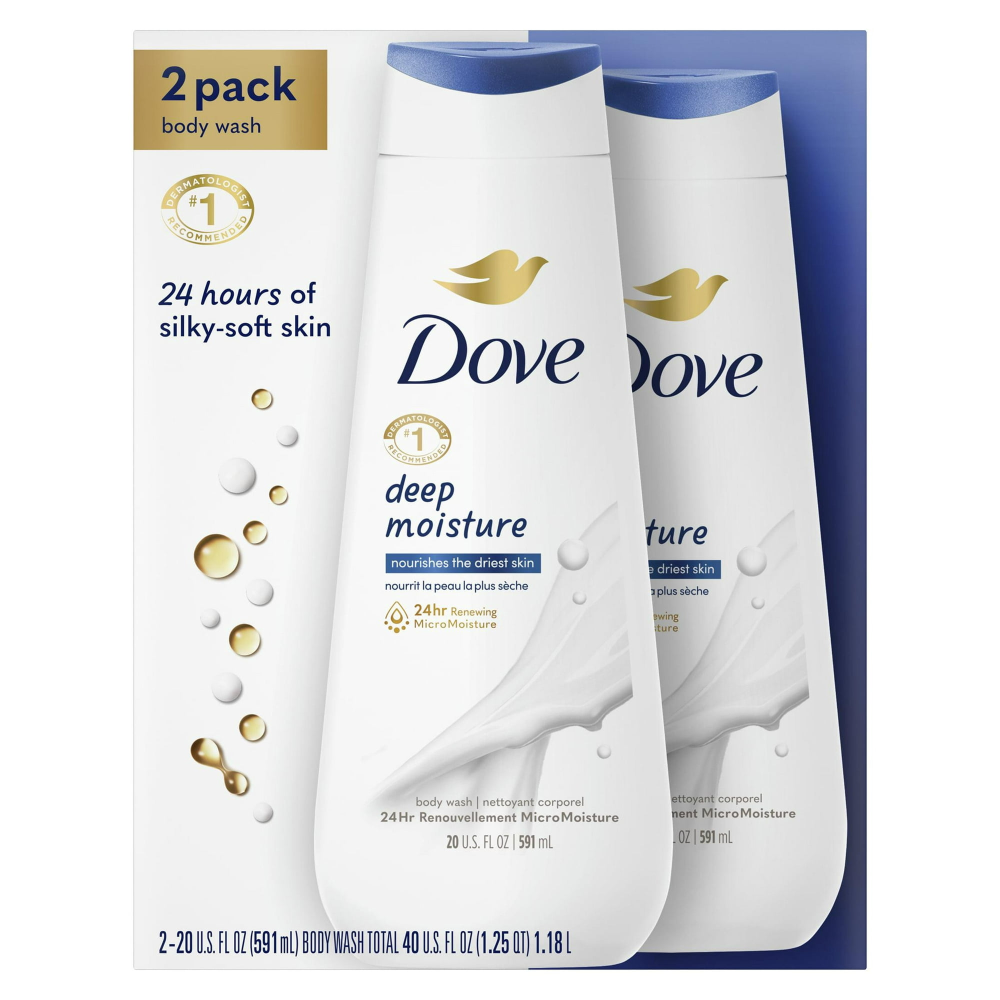 2 pack
body wash
DERMATOLOGIST
#1
RECOMMENDED
24 hours of
silky-soft skin
Dove
DERMATOLOGIST
#1
RECOMMENDED
deep
moisture
nourishes the driest skin
nourrit la peau la plus sèche
24hr Renewing
MicroMoisture
body wash | nettoyant corporel
24Hr Renouvellement MicroMoisture
20 U.S. FL OZ | 591 mL
Dove
ture
e driest skin
a plus sèche
ewing
sture
ettoyant corporel
ment MicroMoisture
OZ | 591 mL
2-20 U.S. FL OZ (591 mL) BODY WASH TOTAL 40 U.S. FL OZ (1.25 QT) 1.18 L